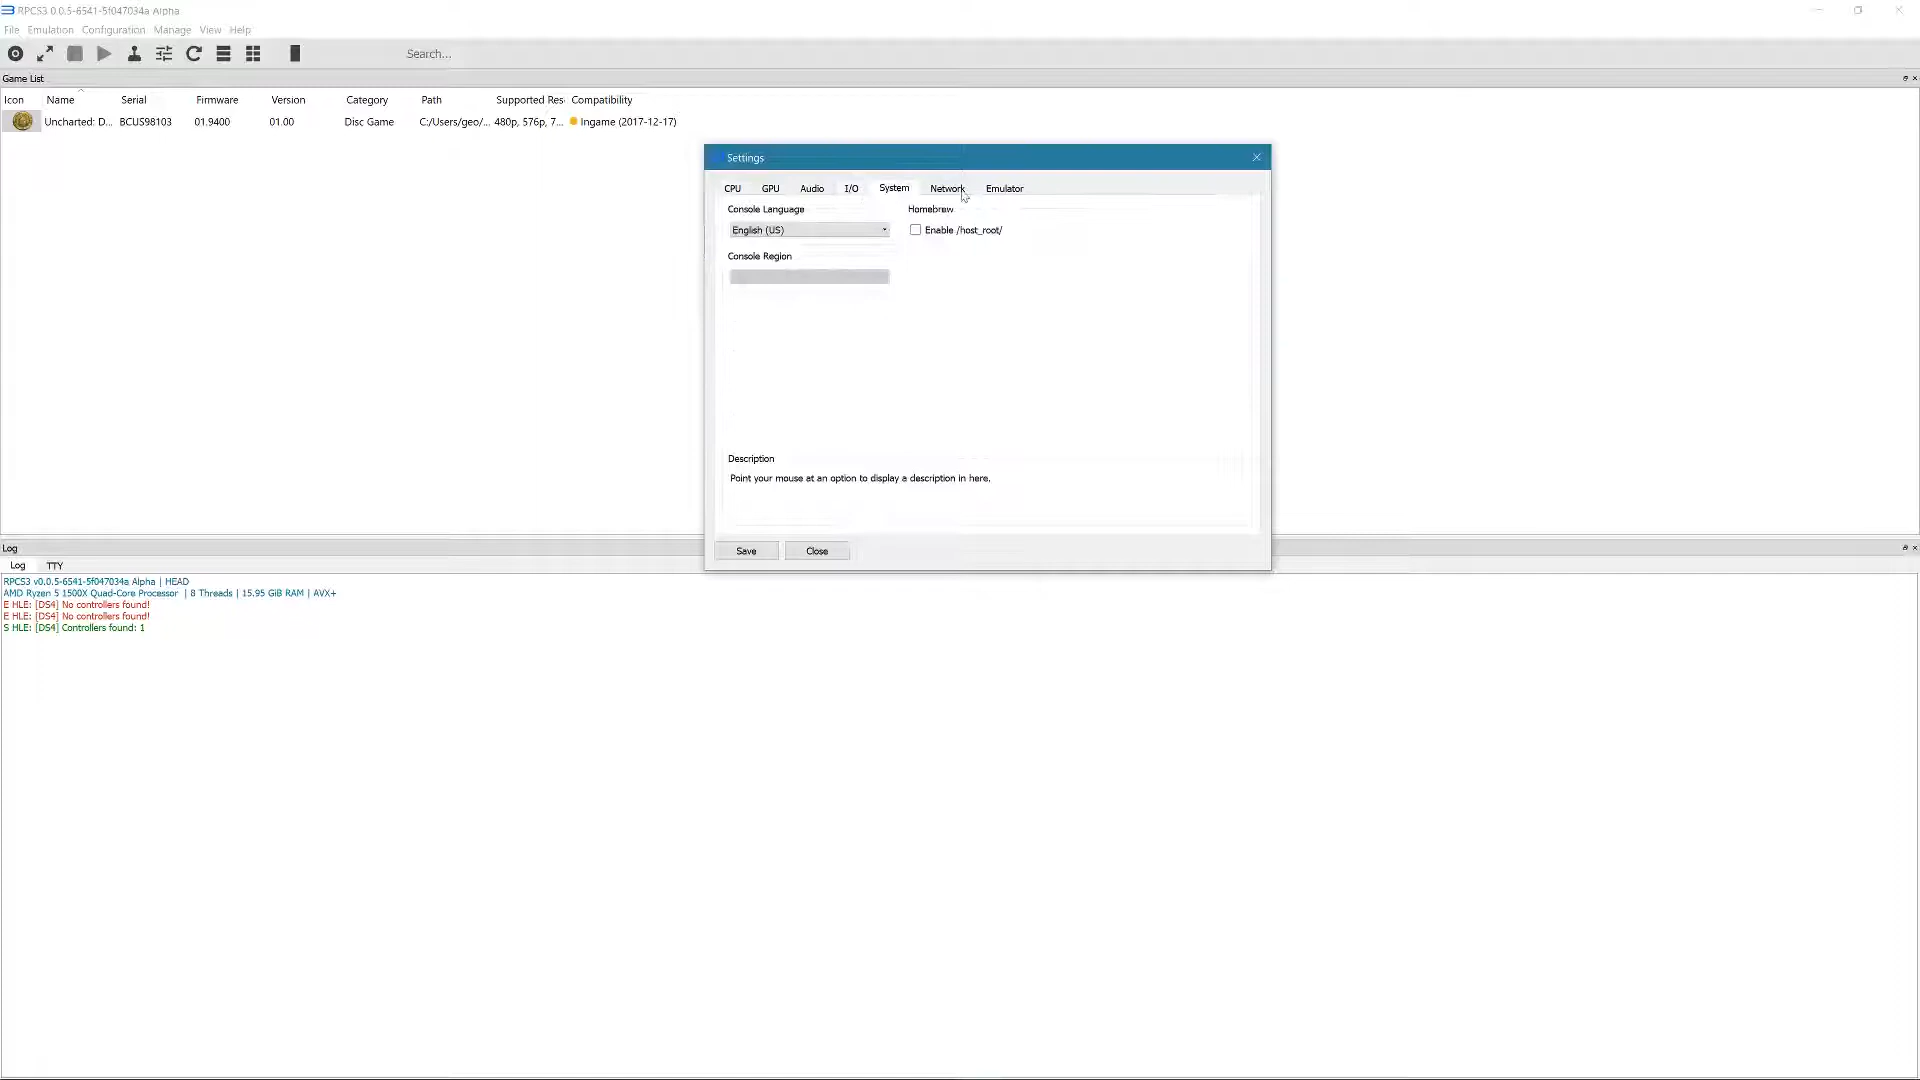 RPCS3 0.0.5-6541-5f047034a Alpha
File Emulation Configuration Manage View Help
Search...
Game List
Icon Name Serial Firmware Version Category Path Supported Res Compatibility
Uncharted: D... BCUS98103 01.9400 01.00 Disc Game C:/Users/geo/... 480p, 576p, 7... Ingame (2017-12-17)
Settings
CPU GPU Audio I/O System Network Emulator
Console Language Homebrew
English (US) Enable /host_root/
Console Region
Description
Point your mouse at an option to display a description in here.
Save Close
Log
Log TTY
RPCS3 v0.0.5-6541-5f047034a Alpha | HEAD
AMD Ryzen 5 1500X Quad-Core Processor | 8 Threads | 15.95 GiB RAM | AVX+
E HLE: [DS4] No controllers found!
E HLE: [DS4] No controllers found!
S HLE: [DS4] Controllers found: 1